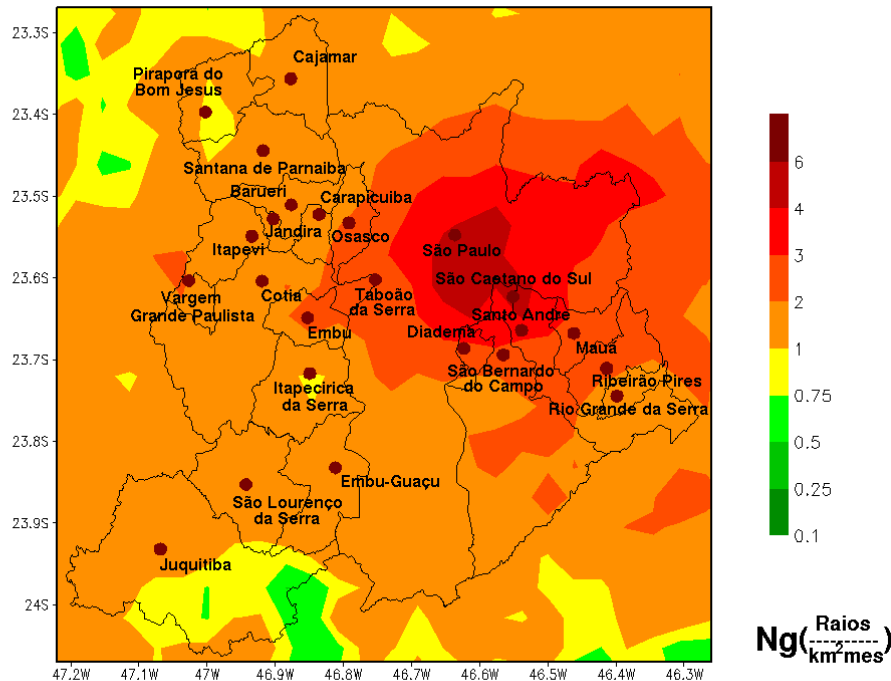 23.3S
23.4S
23.5S
23.6S
23.7S
23.8S
23.9S
24S
47.2W
47.1W
47W
46.9W
46.8W
46.7W
46.6W
46.5W
46.4W
46.3W
Cajamar
Pirapora do
Bom Jesus
Santana de Parnaiba
Barueri
Carapicuiba
Jandira
Osasco
Itapevi
São Paulo
São Caetano do Sul
Vargem
Grande Paulista
Cotia
Taboão
da Serra
Santo André
Embu
Diadema
Mauá
São Bernardo
do Campo
Ribeirão Pires
Itapecirica
da Serra
Rio Grande da Serra
Embu-Guaçu
São Lourenço
da Serra
Juquitiba
6
4
3
2
1
0.75
0.5
0.25
0.1
Ng(Raios
km²mes)